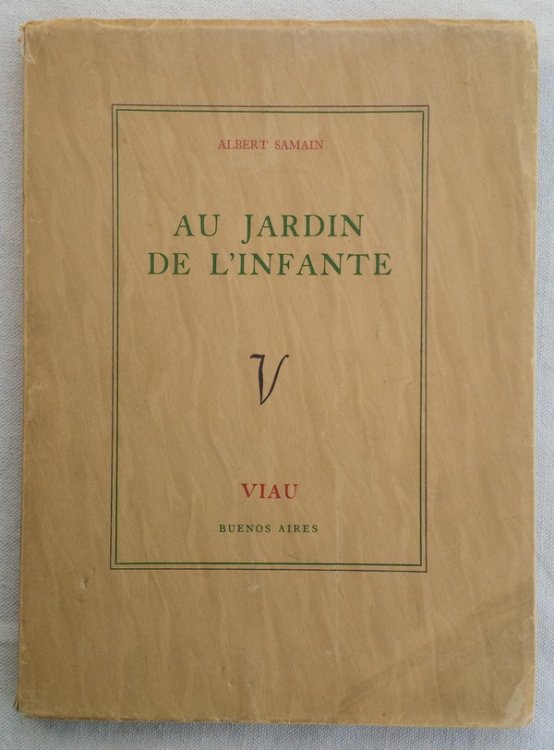 ALBERT SAMAIN
AU JARDIN
DE L'INFANTE
V
VIAU
BUENOS AIRES